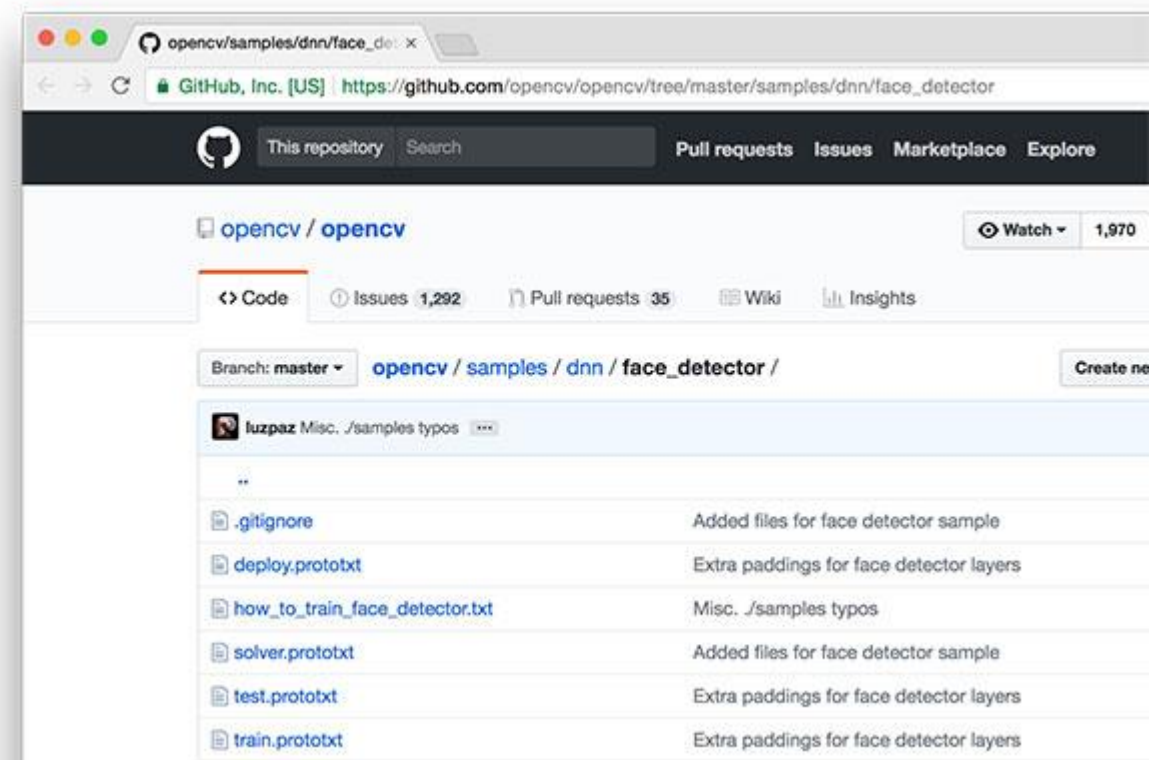 opencv/samples/dnn/face_de ×
GitHub, Inc. [US] https://github.com/opencv/opencv/tree/master/samples/dnn/face_detector
This repository Search Pull requests Issues Marketplace Explore
opencv / opencv Watch 1,970
<> Code Issues 1,292 Pull requests 35 Wiki Insights
Branch: master opencv / samples / dnn / face_detector / Create ne
luzpaz Misc. ./samples typos ...
..
.gitignore Added files for face detector sample
deploy.prototxt Extra paddings for face detector layers
how_to_train_face_detector.txt Misc. ./samples typos
solver.prototxt Added files for face detector sample
test.prototxt Extra paddings for face detector layers
train.prototxt Extra paddings for face detector layers